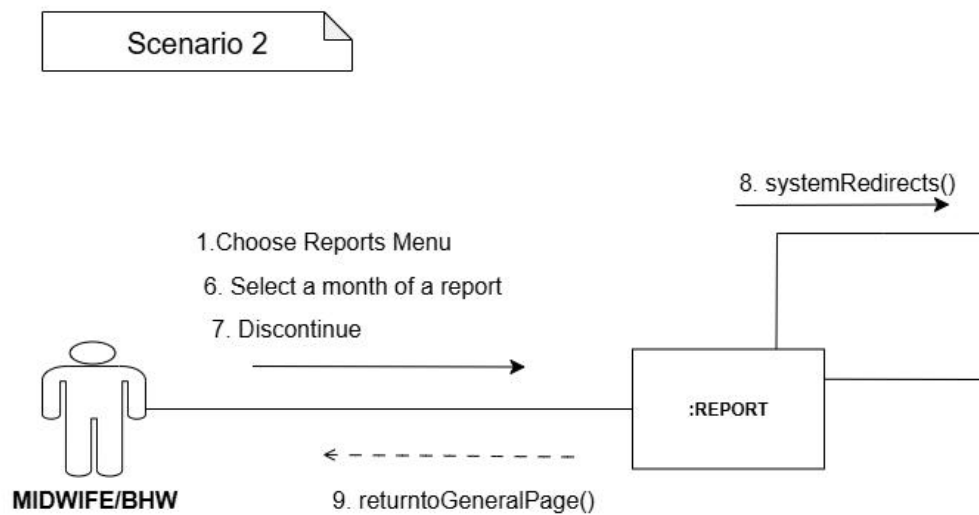 Scenario 2
8. systemRedirects()
1.Choose Reports Menu
6. Select a month of a report
7. Discontinue
:REPORT
MIDWIFE/BHW
9. returntoGeneralPage()